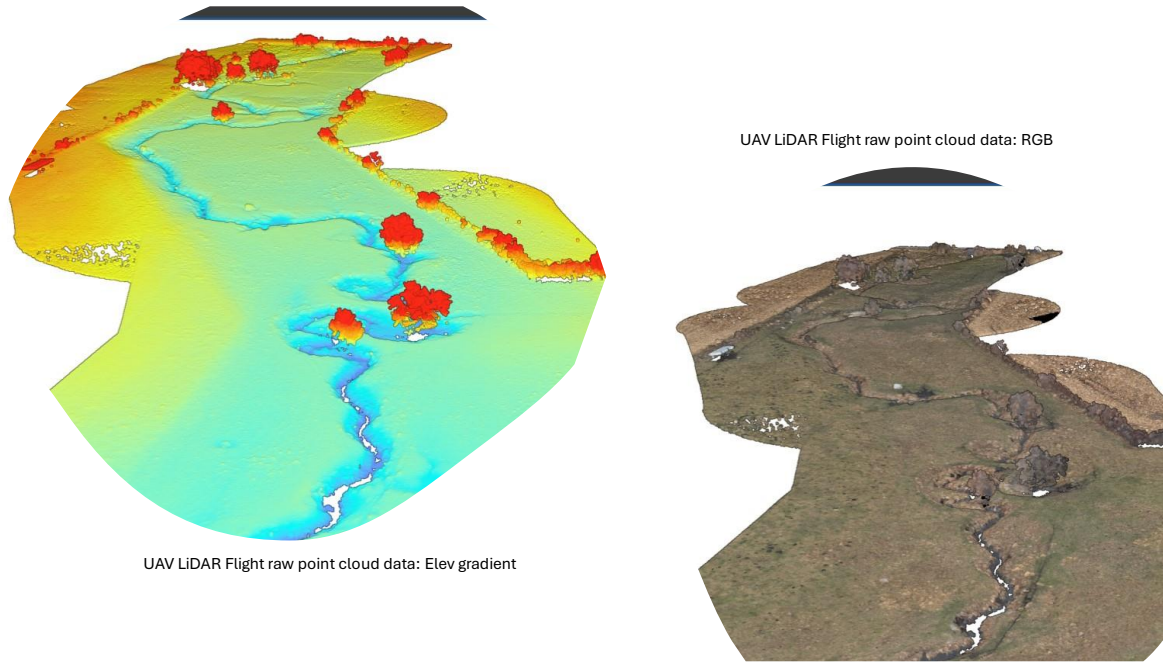 UAV LiDAR Flight raw point cloud data: RGB
UAV LiDAR Flight raw point cloud data: Elev gradient